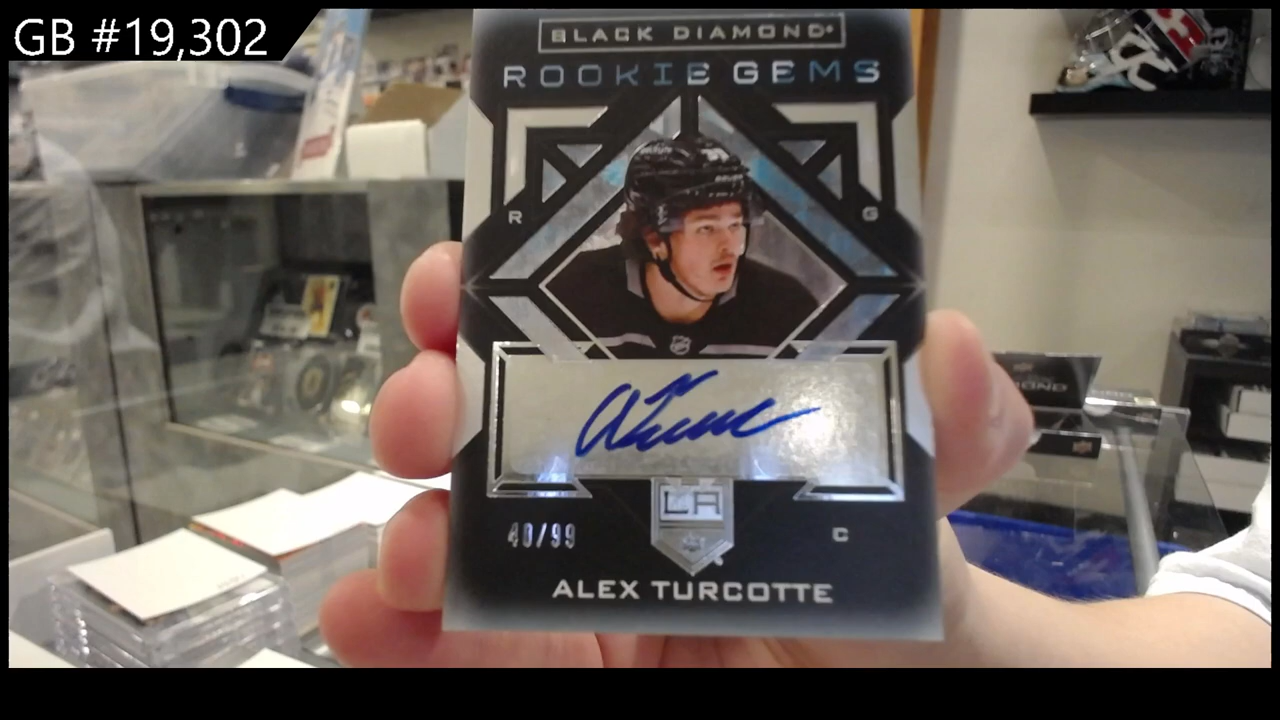 GB #19,302
BLACK DIAMOND
ROOKIE GEMS
R G
LA
40/99 C
ALEX TURCOTTE